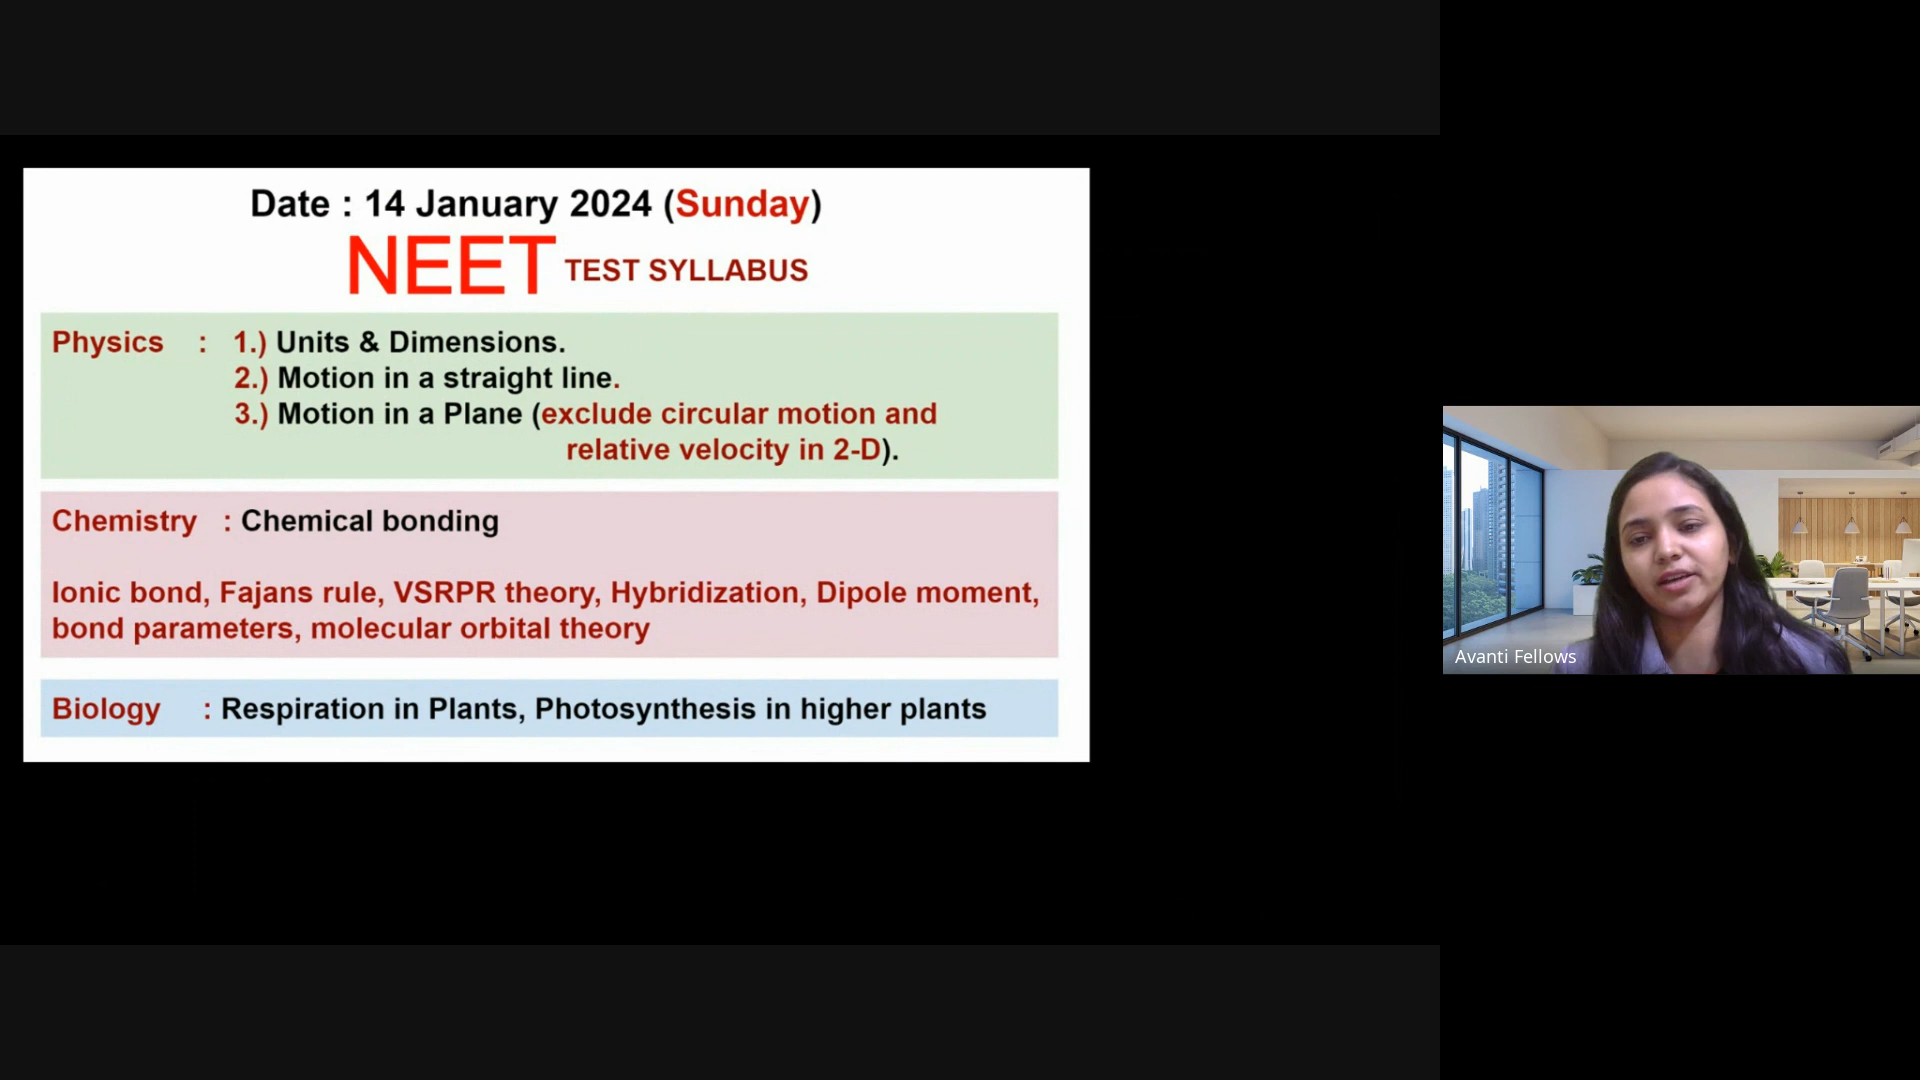 Date : 14 January 2024 (Sunday)
NEET TEST SYLLABUS
Physics : 1.) Units & Dimensions.
2.) Motion in a straight line.
3.) Motion in a Plane (exclude circular motion and
relative velocity in 2-D).
Chemistry : Chemical bonding
Ionic bond, Fajans rule, VSRPR theory, Hybridization, Dipole moment,
bond parameters, molecular orbital theory
Biology : Respiration in Plants, Photosynthesis in higher plants
Avanti Fellows